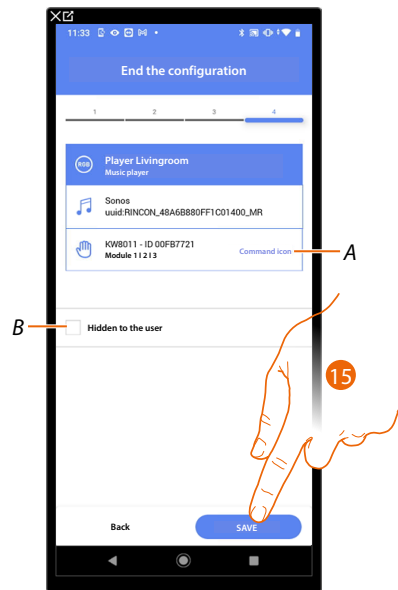 11:33
End the configuration
1 2 3 4
RGB
Player Livingroom
Music player
Sonos
uuid:RINCON_48A6B880FF1C01400_MR
KW8011 - ID 00FB7721
Module 1 I 2 I 3
Command icon
A
B
Hidden to the user
15
Back
SAVE